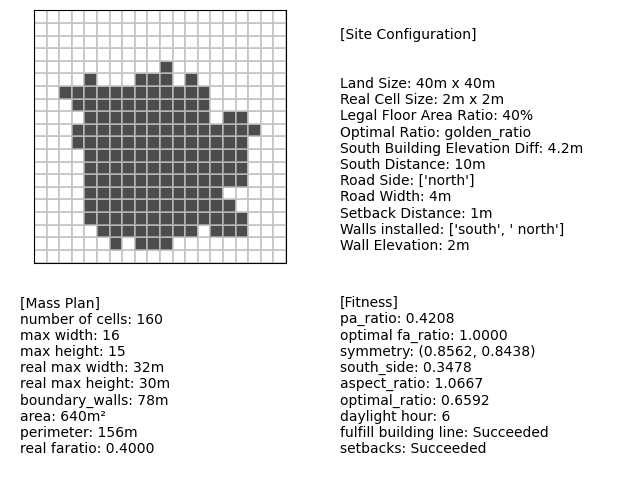 [Site Configuration]
Land Size: 40m x 40m
Real Cell Size: 2m x 2m
Legal Floor Area Ratio: 40%
Optimal Ratio: golden_ratio
South Building Elevation Diff: 4.2m
South Distance: 10m
Road Side: ['north']
Road Width: 4m
Setback Distance: 1m
Walls installed: ['south', ' north']
Wall Elevation: 2m
[Mass Plan]
number of cells: 160
max width: 16
max height: 15
real max width: 32m
real max height: 30m
boundary_walls: 78m
area: 640m²
perimeter: 156m
real faratio: 0.4000
[Fitness]
pa_ratio: 0.4208
optimal fa_ratio: 1.0000
symmetry: (0.8562, 0.8438)
south_side: 0.3478
aspect_ratio: 1.0667
optimal_ratio: 0.6592
daylight hour: 6
fulfill building line: Succeeded
setbacks: Succeeded